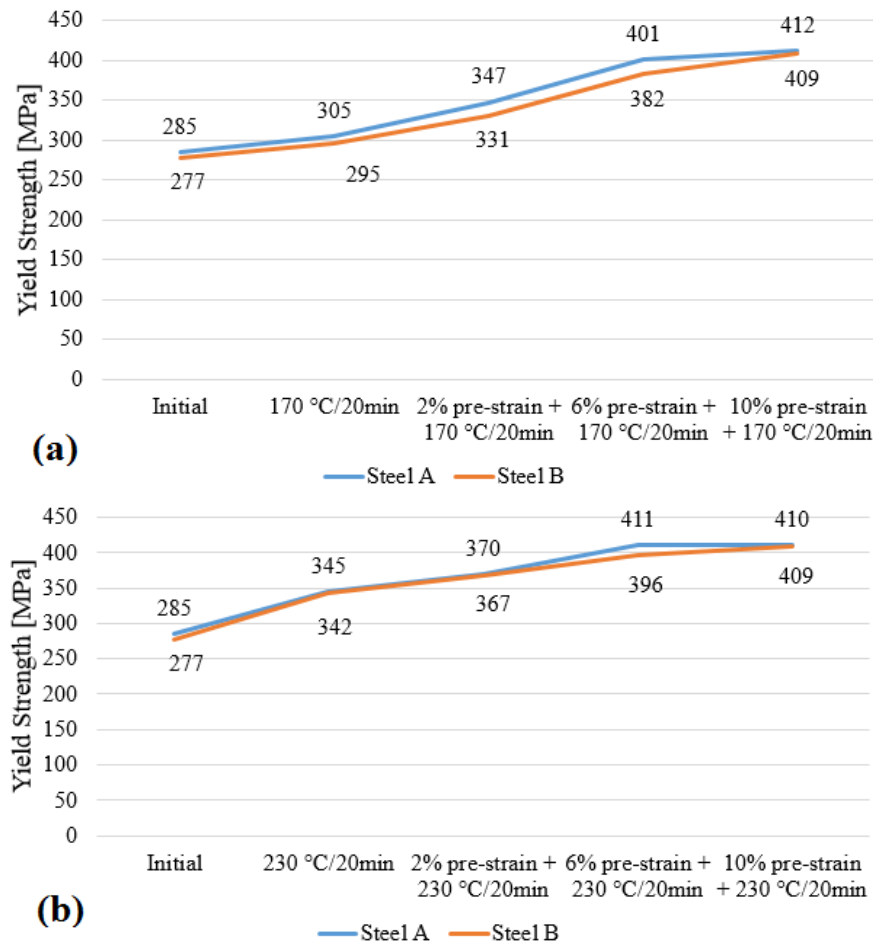 450
412
401
400
347
350
409
382
305
285
300
331
250
295
277
200
150
100
50
0
Yield Strength [MPa]
Initial
170 °C/20min
2% pre-strain +
170 °C/20min
6% pre-strain +
170 °C/20min
10% pre-strain
+ 170 °C/20min
(a)
Steel A
Steel B
450
411
410
400
370
345
350
396
409
367
285
300
342
250
277
200
150
100
50
0
Yield Strength [MPa]
Initial
230 °C/20min
2% pre-strain +
230 °C/20min
6% pre-strain +
230 °C/20min
10% pre-strain
+ 230 °C/20min
(b)
Steel A
Steel B